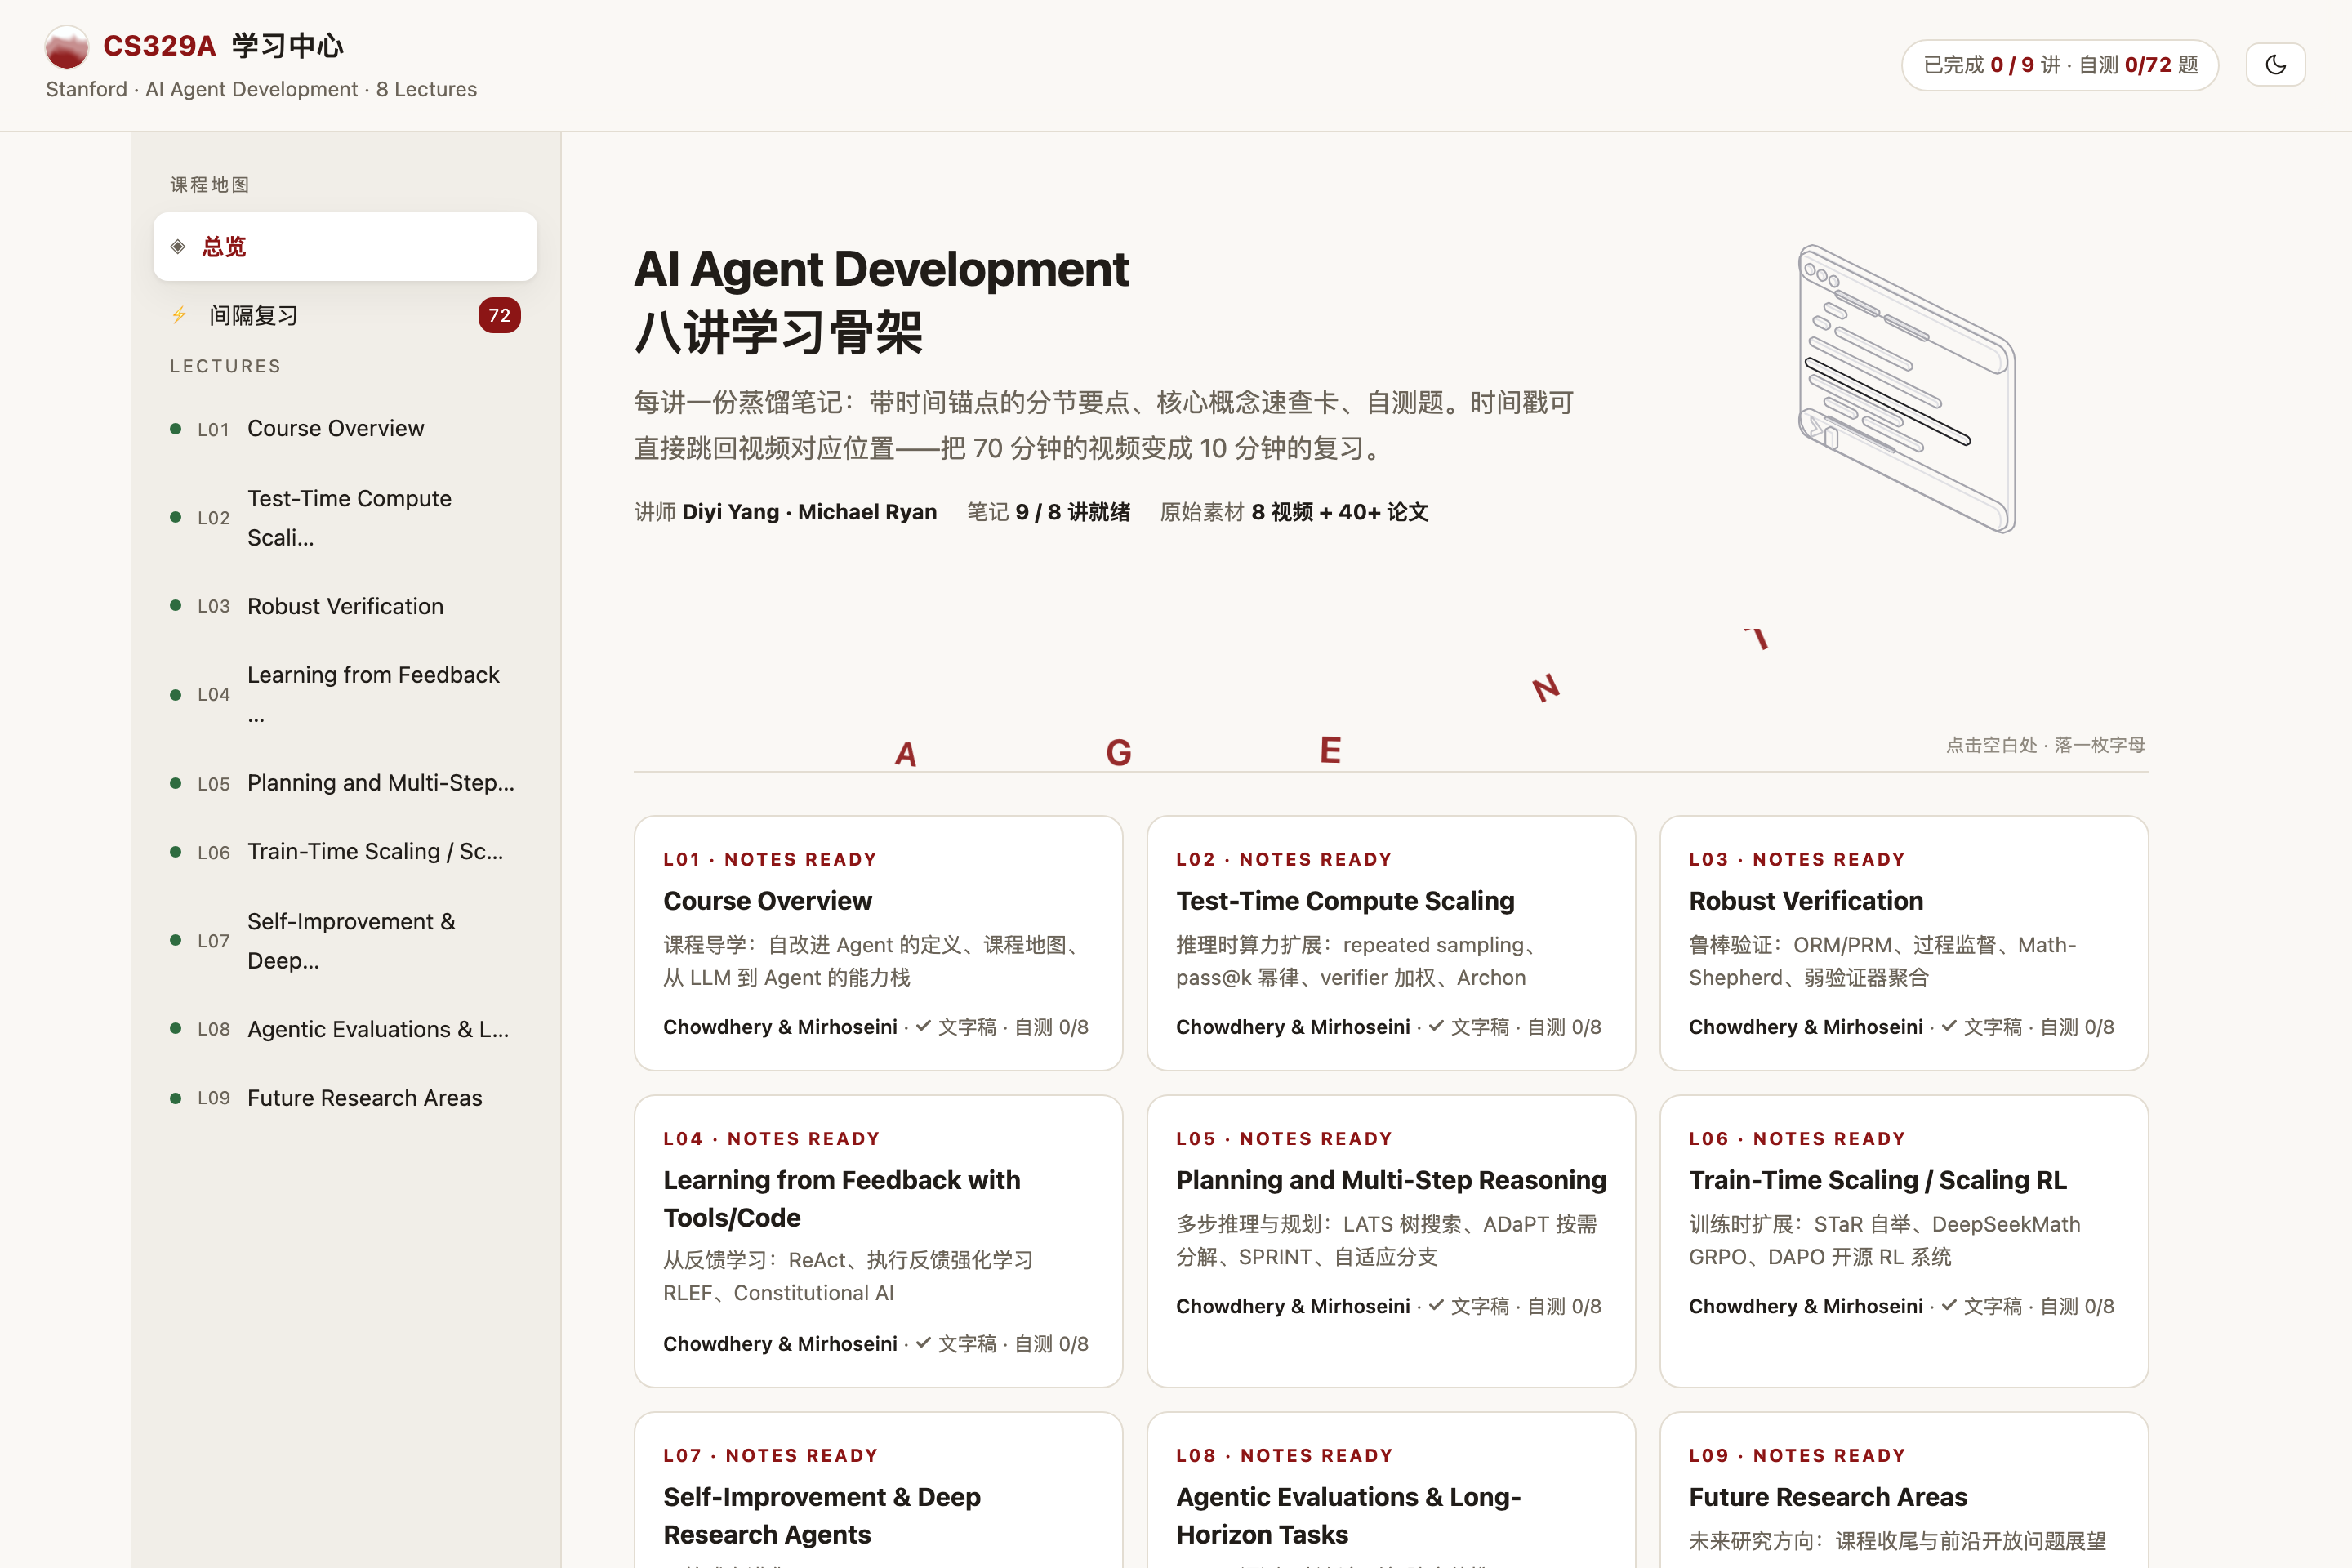 CS329A 学习中心
Stanford · AI Agent Development · 8 Lectures
已完成 0 / 9 讲 · 自测 0/72 题
课程地图
总览
间隔复习 72
LECTURES
L01 Course Overview
L02 Test-Time Compute
Scali...
L03 Robust Verification
L04 Learning from Feedback
...
L05 Planning and Multi-Step...
L06 Train-Time Scaling / Sc...
L07 Self-Improvement &
Deep...
L08 Agentic Evaluations & L...
L09 Future Research Areas
AI Agent Development
八讲学习骨架
每讲一份蒸馏笔记：带时间锚点的分节要点、核心概念速查卡、自测题。时间戳可
直接跳回视频对应位置——把 70 分钟的视频变成 10 分钟的复习。
讲师 Diyi Yang · Michael Ryan 笔记 9 / 8 讲就绪 原始素材 8 视频 + 40+ 论文
A G E N T
点击空白处 · 落一枚字母
L01 · NOTES READY
Course Overview
课程导学：自改进 Agent 的定义、课程地图、
从 LLM 到 Agent 的能力栈
Chowdhery & Mirhoseini · ✓ 文字稿 · 自测 0/8
L02 · NOTES READY
Test-Time Compute Scaling
推理时算力扩展：repeated sampling、
pass@k 幂律、verifier 加权、Archon
Chowdhery & Mirhoseini · ✓ 文字稿 · 自测 0/8
L03 · NOTES READY
Robust Verification
鲁棒验证：ORM/PRM、过程监督、Math-
Shepherd、弱验证器聚合
Chowdhery & Mirhoseini · ✓ 文字稿 · 自测 0/8
L04 · NOTES READY
Learning from Feedback with
Tools/Code
从反馈学习：ReAct、执行反馈强化学习
RLEF、Constitutional AI
Chowdhery & Mirhoseini · ✓ 文字稿 · 自测 0/8
L05 · NOTES READY
Planning and Multi-Step Reasoning
多步推理与规划：LATS 树搜索、ADaPT 按需
分解、SPRINT、自适应分支
Chowdhery & Mirhoseini · ✓ 文字稿 · 自测 0/8
L06 · NOTES READY
Train-Time Scaling / Scaling RL
训练时扩展：STaR 自举、DeepSeekMath
GRPO、DAPO 开源 RL 系统
Chowdhery & Mirhoseini · ✓ 文字稿 · 自测 0/8
L07 · NOTES READY
Self-Improvement & Deep
Research Agents
L08 · NOTES READY
Agentic Evaluations & Long-
Horizon Tasks
L09 · NOTES READY
Future Research Areas
未来研究方向：课程收尾与前沿开放问题展望